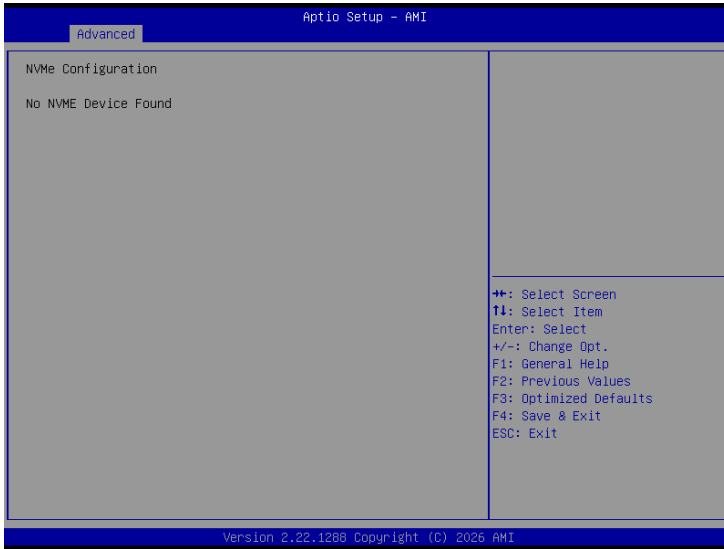 Aptio Setup – AMI
Advanced
NVMe Configuration
No NVME Device Found
→←: Select Screen
↑↓: Select Item
Enter: Select
+/-: Change Opt.
F1: General Help
F2: Previous Values
F3: Optimized Defaults
F4: Save & Exit
ESC: Exit
Version 2.22.1288 Copyright (C) 2026 AMI